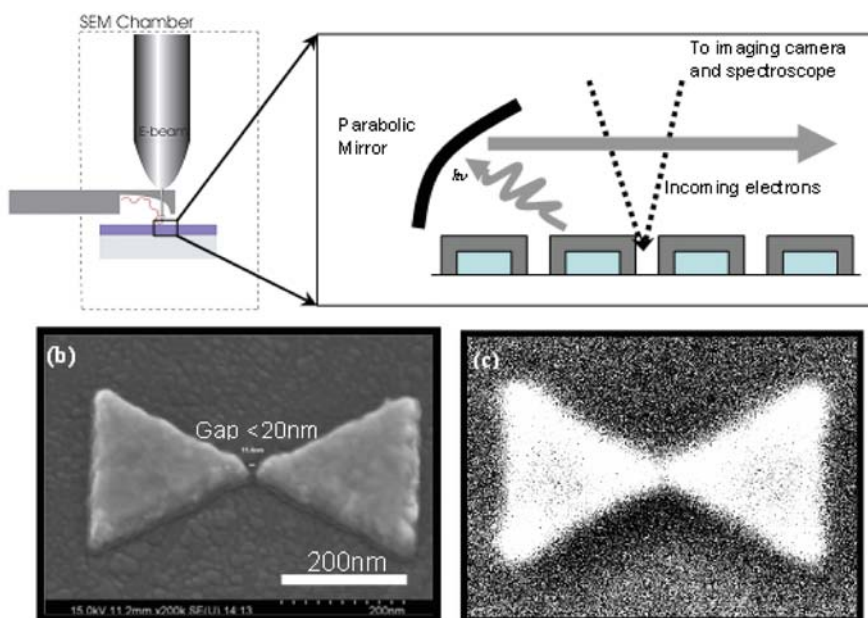 SEM Chamber
E-beam
To imaging camera
and spectroscope
Parabolic
Mirror
hν
Incoming electrons
(b)
Gap <20nm
200nm
15.0kV 11.2mm x200k SE(U) 14:13
200nm
(c)